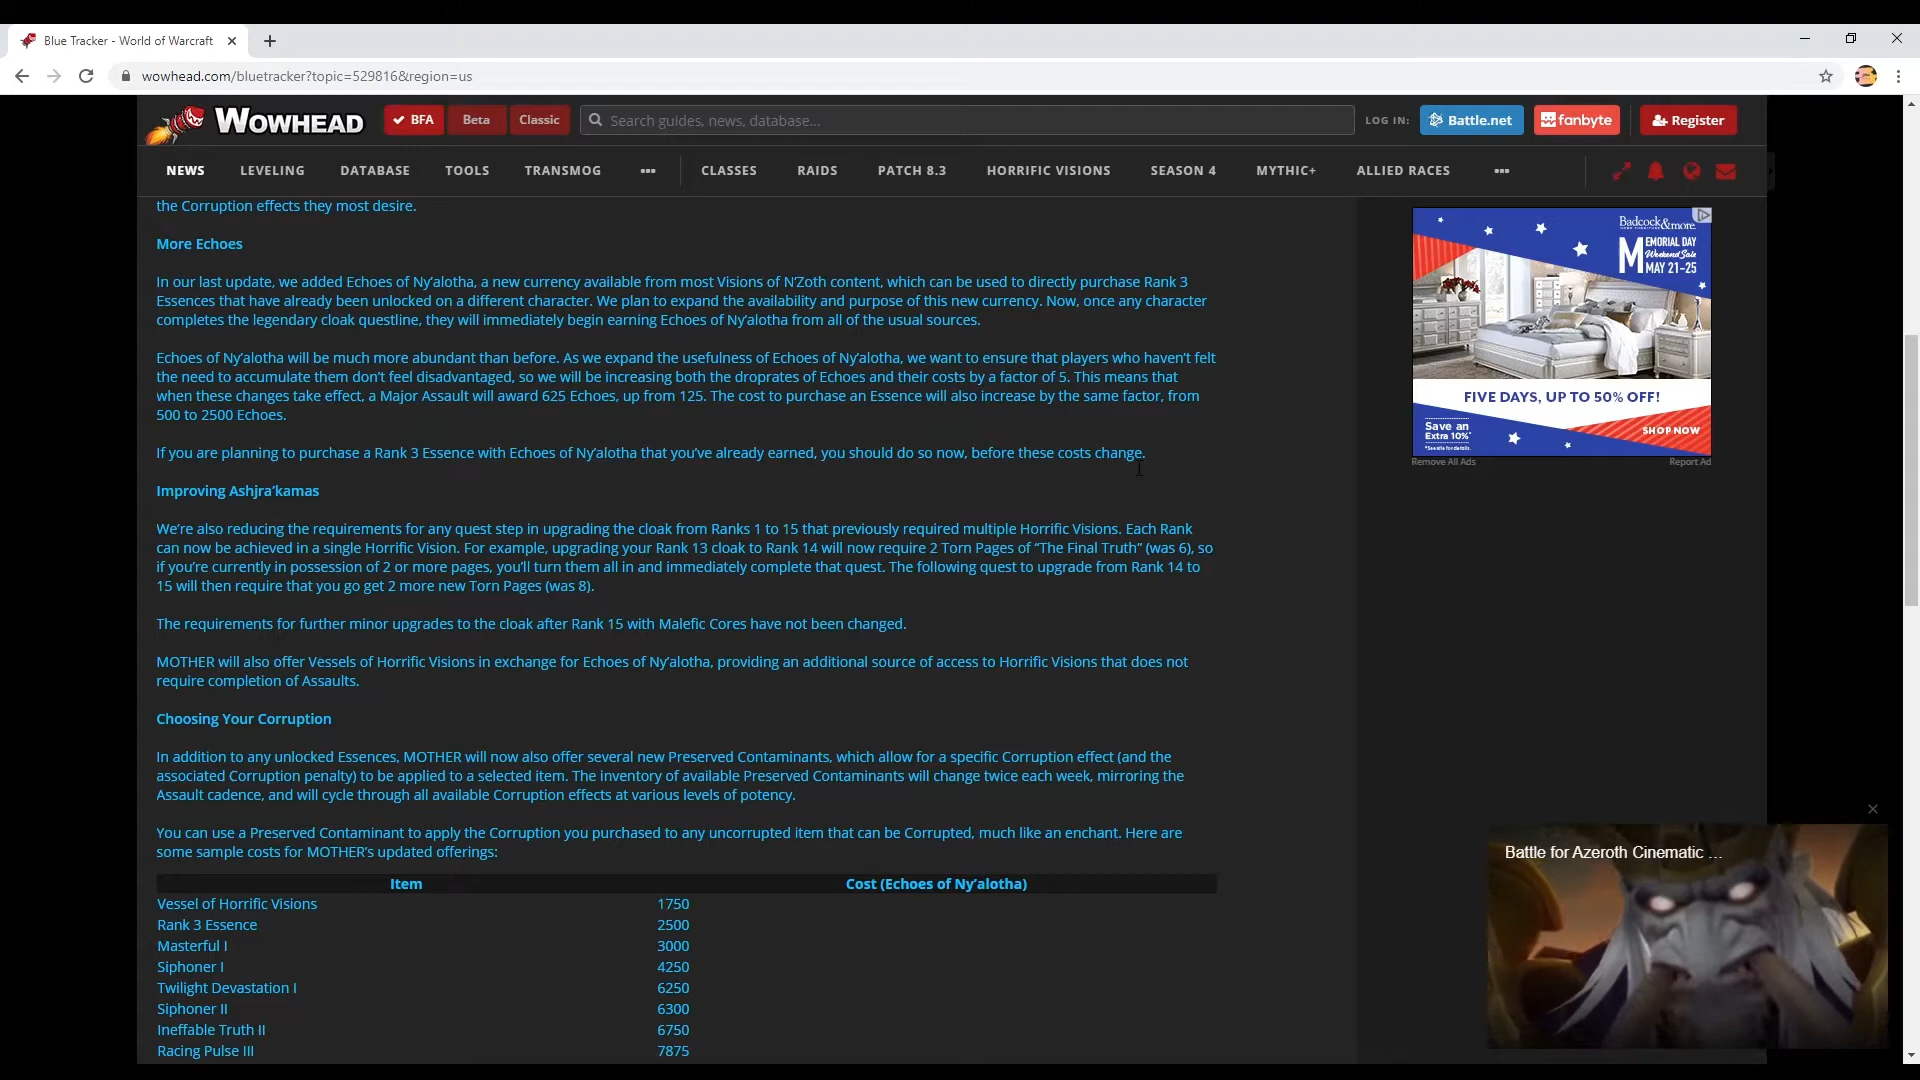 Blue Tracker - World of Warcraft
wowhead.com/bluetracker?topic=529816&region=us
WOWHEAD
BFA
Beta
Classic
Search guides, news, database...
LOG IN:
Battle.net
fanbyte
Register
NEWS
LEVELING
DATABASE
TOOLS
TRANSMOG
CLASSES
RAIDS
PATCH 8.3
HORRIFIC VISIONS
SEASON 4
MYTHIC+
ALLIED RACES
the Corruption effects they most desire.
More Echoes
In our last update, we added Echoes of Ny'alotha, a new currency available from most Visions of N'Zoth content, which can be used to directly purchase Rank 3
Essences that have already been unlocked on a different character. We plan to expand the availability and purpose of this new currency. Now, once any character
completes the legendary cloak questline, they will immediately begin earning Echoes of Ny'alotha from all of the usual sources.
Echoes of Ny'alotha will be much more abundant than before. As we expand the usefulness of Echoes of Ny'alotha, we want to ensure that players who haven't felt
the need to accumulate them don't feel disadvantaged, so we will be increasing both the droprates of Echoes and their costs by a factor of 5. This means that
when these changes take effect, a Major Assault will award 625 Echoes, up from 125. The cost to purchase an Essence will also increase by the same factor, from
500 to 2500 Echoes.
If you are planning to purchase a Rank 3 Essence with Echoes of Ny'alotha that you've already earned, you should do so now, before these costs change.
Improving Ashjra'kamas
We're also reducing the requirements for any quest step in upgrading the cloak from Ranks 1 to 15 that previously required multiple Horrific Visions. Each Rank
can now be achieved in a single Horrific Vision. For example, upgrading your Rank 13 cloak to Rank 14 will now require 2 Torn Pages of "The Final Truth" (was 6), so
if you're currently in possession of 2 or more pages, you'll turn them all in and immediately complete that quest. The following quest to upgrade from Rank 14 to
15 will then require that you go get 2 more new Torn Pages (was 8).
The requirements for further minor upgrades to the cloak after Rank 15 with Malefic Cores have not been changed.
MOTHER will also offer Vessels of Horrific Visions in exchange for Echoes of Ny'alotha, providing an additional source of access to Horrific Visions that does not
require completion of Assaults.
Choosing Your Corruption
In addition to any unlocked Essences, MOTHER will now also offer several new Preserved Contaminants, which allow for a specific Corruption effect (and the
associated Corruption penalty) to be applied to a selected item. The inventory of available Preserved Contaminants will change twice each week, mirroring the
Assault cadence, and will cycle through all available Corruption effects at various levels of potency.
You can use a Preserved Contaminant to apply the Corruption you purchased to any uncorrupted item that can be Corrupted, much like an enchant. Here are
some sample costs for MOTHER's updated offerings:
Item Cost (Echoes of Ny'alotha)
Vessel of Horrific Visions 1750
Rank 3 Essence 2500
Masterful I 3000
Siphoner I 4250
Twilight Devastation I 6250
Siphoner II 6300
Ineffable Truth II 6750
Racing Pulse III 7875
Badcock &more
MEMORIAL DAY
Weekend Sale
MAY 21-25
FIVE DAYS, UP TO 50% OFF!
Save an
Extra 10%*
SHOP NOW
Remove All Ads
Report Ad
Battle for Azeroth Cinematic ...